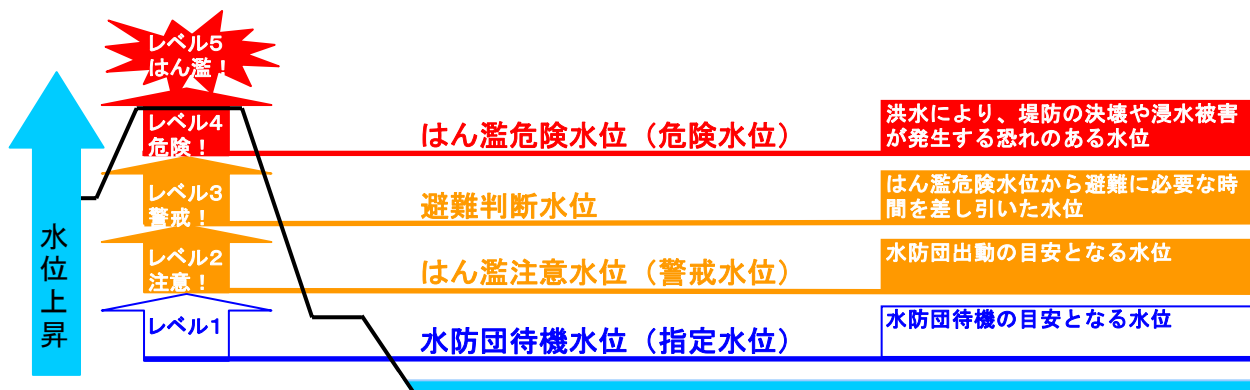 レベル5
はん濫！
レベル4
危険！
はん濫危険水位（危険水位）
洪水により、堤防の決壊や浸水被害
が発生する恐れのある水位
レベル3
警戒！
避難判断水位
はん濫危険水位から避難に必要な時
間を差し引いた水位
レベル2
注意！
はん濫注意水位（警戒水位）
水防団出動の目安となる水位
レベル1
水防団待機水位（指定水位）
水防団待機の目安となる水位
水位上昇